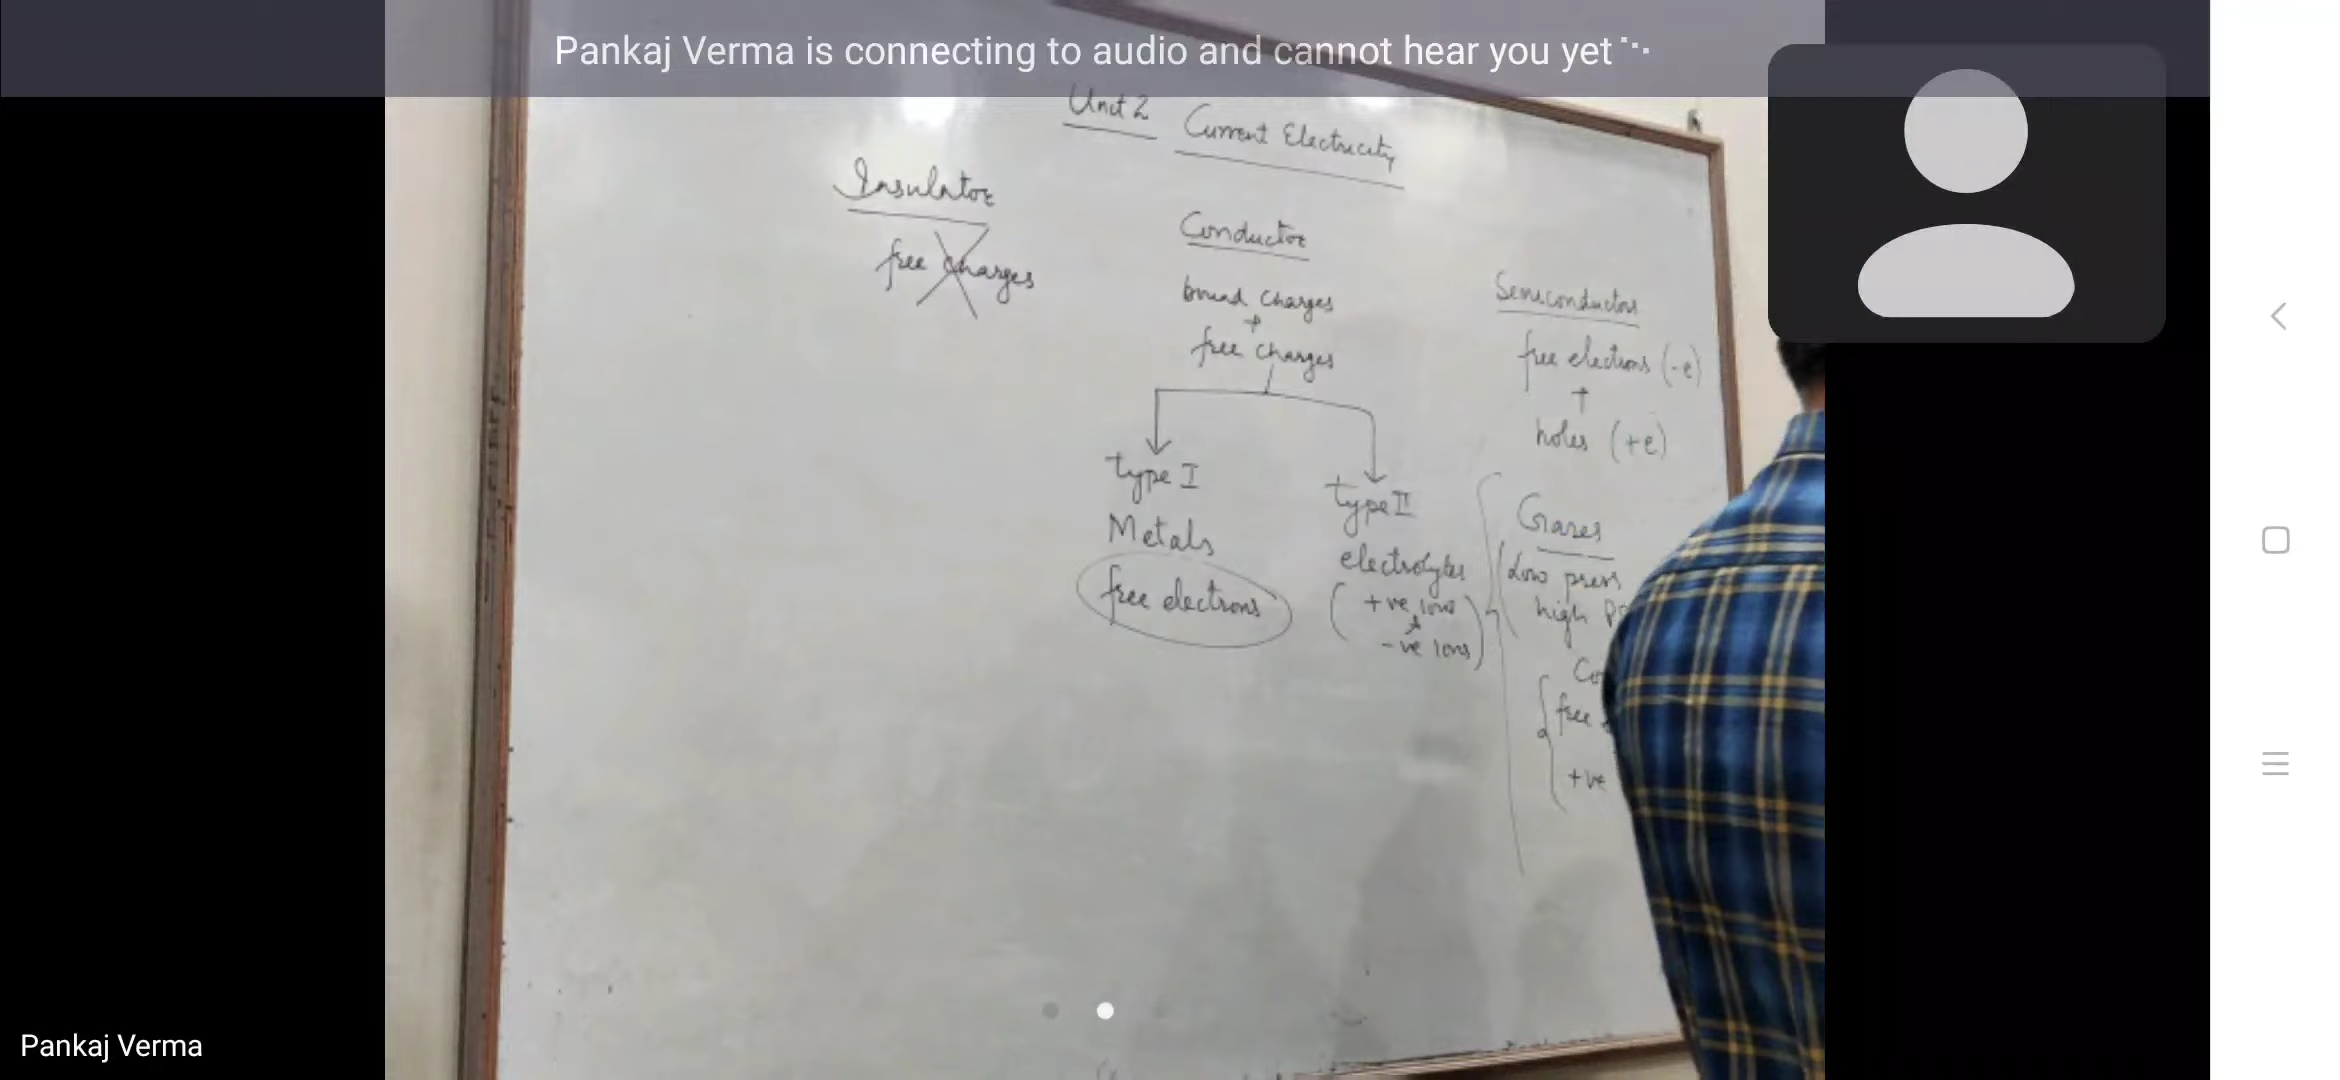 Pankaj Verma is connecting to audio and cannot hear you yet
Unit 2 Current Electricity
Insulator
free charges
Conductor
bound charges
+
free charges
type I
Metals
free electrons
type II
electrolytes
(+ve ions
+
-ve ions)
Semiconductors
free electrons (-e)
+
holes (+e)
Gases
(Low
high
free
+ve
Pankaj Verma